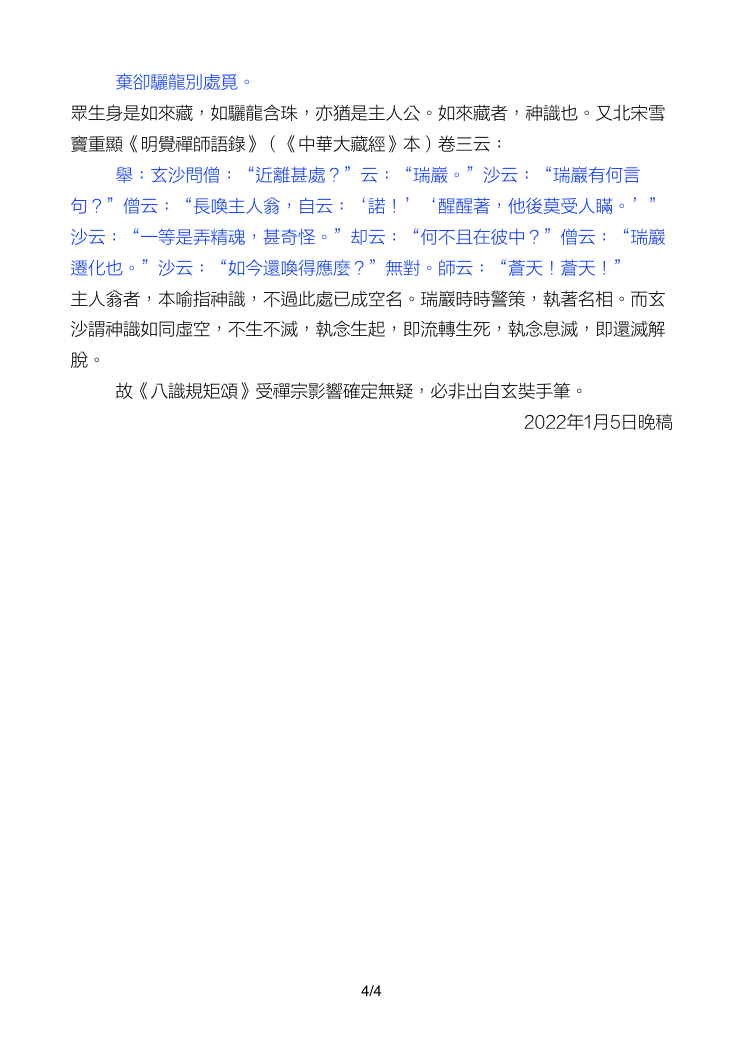 棄卻驪龍別處覓。
眾生身是如來藏，如驪龍含珠，亦猶是主人公。如來藏者，神識也。又北宋雪
竇重顯《明覺禪師語錄》（《中華大藏經》本）卷三云：
舉：玄沙問僧：“近離甚處？”云：“瑞巖。”沙云：“瑞巖有何言
句？”僧云：“長喚主人翁，自云：‘諾！’‘醒醒著，他後莫受人瞞。’”
沙云：“一等是弄精魂，甚奇怪。”却云：“何不且在彼中？”僧云：“瑞巖
遷化也。”沙云：“如今還喚得應麼？”無對。師云：“蒼天！蒼天！”
主人翁者，本喻指神識，不過此處已成空名。瑞巖時時警策，執著名相。而玄
沙謂神識如同虛空，不生不滅，執念生起，即流轉生死，執念息滅，即還滅解
脫。
故《八識規矩頌》受禪宗影響確定無疑，必非出自玄奘手筆。
2022年1月5日晚稿
4/4